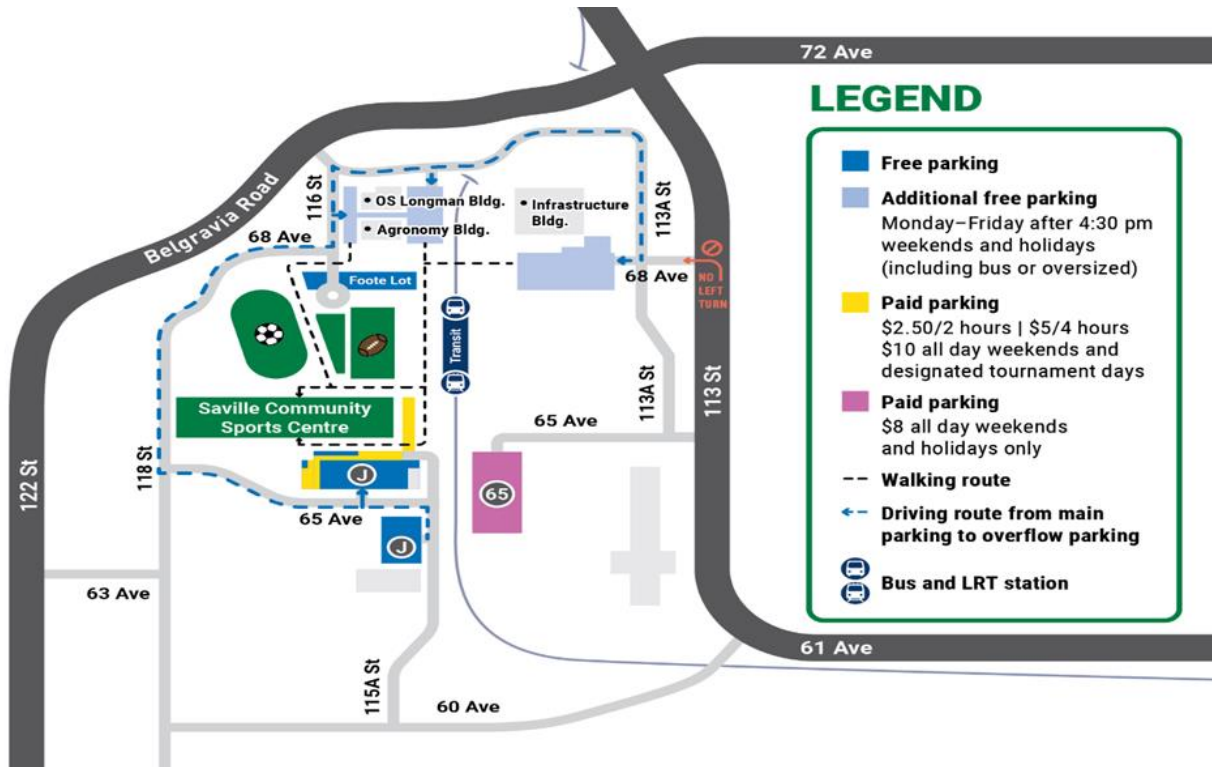 72 Ave
LEGEND
Free parking
Additional free parking
Monday–Friday after 4:30 pm
weekends and holidays
(including bus or oversized)
Paid parking
$2.50/2 hours | $5/4 hours
$10 all day weekends and
designated tournament days
Paid parking
$8 all day weekends
and holidays only
Walking route
Driving route from main
parking to overflow parking
Bus and LRT station
Belgravia Road
116 St
OS Longman Bldg.
Agronomy Bldg.
Infrastructure
Bldg.
113A St
68 Ave
68 Ave
NO
LEFT
TURN
Foote Lot
Transit
113A St
113 St
Saville Community
Sports Centre
65 Ave
118 St
122 St
J
65
65 Ave
J
63 Ave
61 Ave
115A St
60 Ave